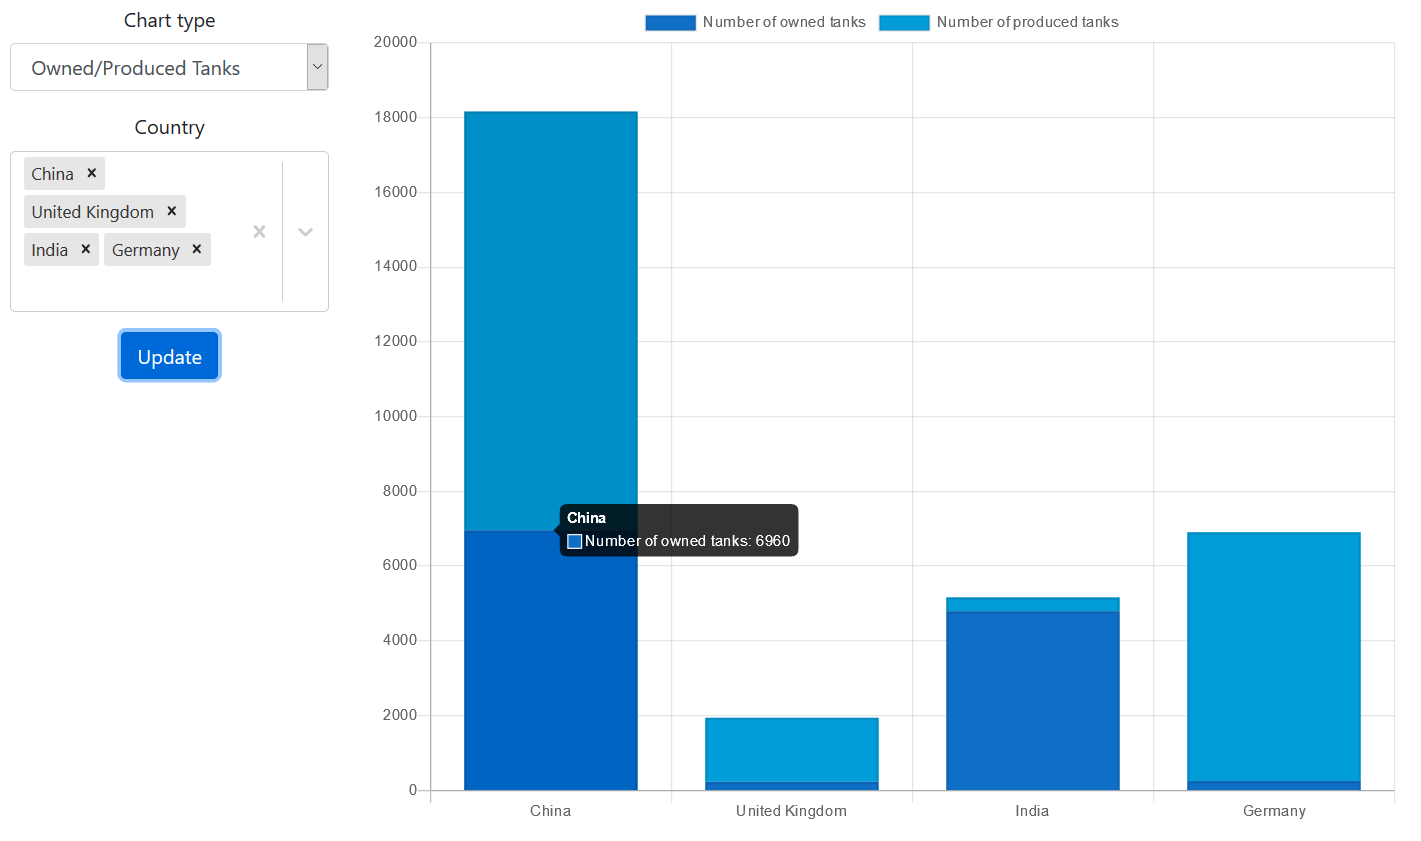 Chart type
Owned/Produced Tanks
Country
China ×
United Kingdom ×
India × Germany ×
Update
Number of owned tanks Number of produced tanks
20000
18000
16000
14000
12000
10000
8000
6000
4000
2000
0
China
Number of owned tanks: 6960
China United Kingdom India Germany